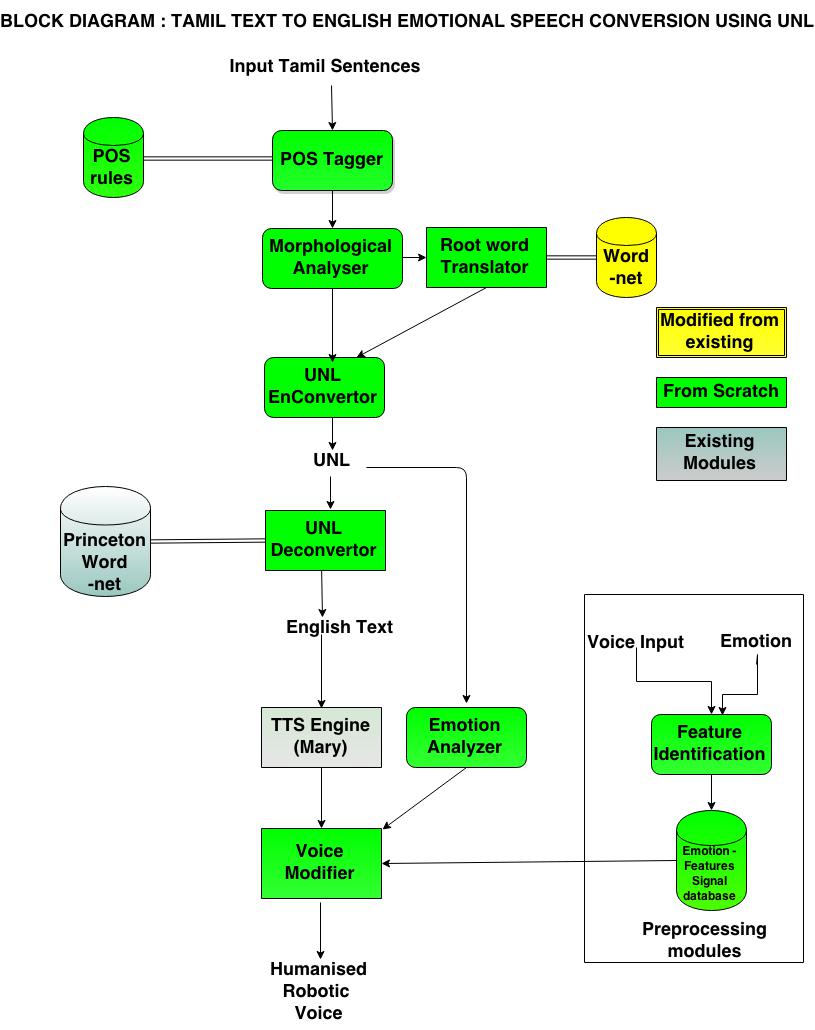 BLOCK DIAGRAM : TAMIL TEXT TO ENGLISH EMOTIONAL SPEECH CONVERSION USING UNL
Input Tamil Sentences
POS
rules
POS Tagger
Morphological
Analyser
Root word
Translator
Word
-net
Modified from
existing
From Scratch
Existing
Modules
UNL
EnConvertor
UNL
Princeton
Word
-net
UNL
Deconvertor
English Text
TTS Engine
(Mary)
Emotion
Analyzer
Voice Input
Emotion
Feature
Identification
Emotion -
Features
Signal
database
Preprocessing
modules
Voice
Modifier
Humanised
Robotic
Voice